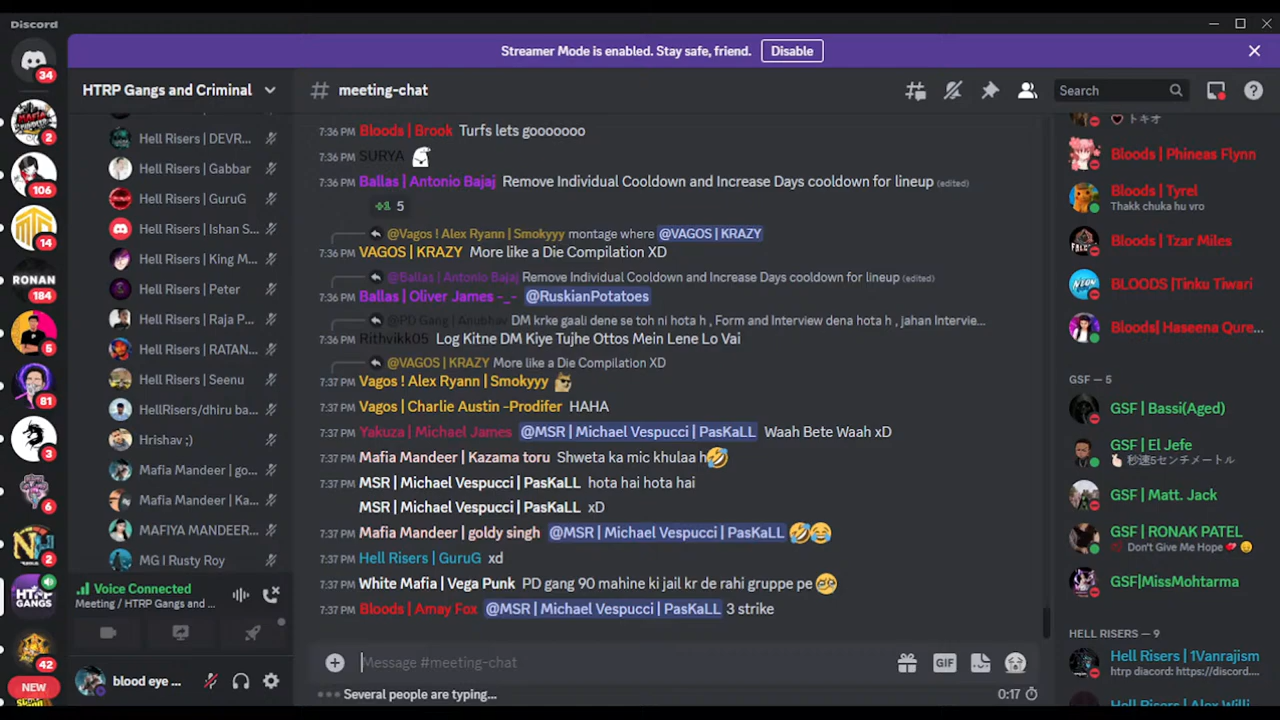 Discord
Streamer Mode is enabled. Stay safe, friend. Disable
34
2
106
14
RONAN
184
81
3
6
2
HTRP
GANGS
42
NEW
HTRP Gangs and Criminal
Hell Risers | DEVR...
Hell Risers | Gabbar
Hell Risers | GuruG
Hell Risers | Ishan S...
Hell Risers | King M...
Hell Risers | Peter
Hell Risers | Raja P...
Hell Risers | RATAN...
Hell Risers | Seenu
HellRisers/dhiru ba...
Hrishav ;)
Mafia Mandeer | go...
Mafia Mandeer | Ka...
MAFIYA MANDEER...
MG I Rusty Roy
Voice Connected
Meeting / HTRP Gangs and ...
blood eye ...
# meeting-chat
Search
7:36 PM Bloods | Brook Turfs lets gooooooo
7:36 PM SURYA
7:36 PM Ballas | Antonio Bajaj Remove Individual Cooldown and Increase Days cooldown for lineup (edited)
+1 5
@Vagos ! Alex Ryann | Smokyyy montage where @VAGOS | KRAZY
7:36 PM VAGOS | KRAZY More like a Die Compilation XD
@Ballas | Antonio Bajaj Remove Individual Cooldown and Increase Days cooldown for lineup (edited)
7:36 PM Ballas | Oliver James -_- @RuskianPotatoes
@PD Gang | Anubhav DM krke gaali dene se toh ni hota h , Form and Interview dena hota h , jahan Intervie...
7:36 PM Rithvikk05 Log Kitne DM Kiye Tujhe Ottos Mein Lene Lo Vai
@VAGOS | KRAZY More like a Die Compilation XD
7:37 PM Vagos ! Alex Ryann | Smokyyy
7:37 PM Vagos | Charlie Austin -Prodifer HAHA
7:37 PM Yakuza | Michael James @MSR | Michael Vespucci | PasKaLL Waah Bete Waah xD
7:37 PM Mafia Mandeer | Kazama toru Shweta ka mic khulaa h🤣
7:37 PM MSR | Michael Vespucci | PasKaLL hota hai hota hai
MSR | Michael Vespucci | PasKaLL xD
7:37 PM Mafia Mandeer | goldy singh @MSR | Michael Vespucci | PasKaLL 🤣😂
7:37 PM Hell Risers | GuruG xd
7:37 PM White Mafia | Vega Punk PD gang 90 mahine ki jail kr de rahi gruppe pe 🥹
7:37 PM Bloods | Amay Fox @MSR | Michael Vespucci | PasKaLL 3 strike
Message #meeting-chat
GIF
Several people are typing...
0:17
トキオ
Bloods | Phineas Flynn
Bloods | Tyrel
Thakk chuka hu vro
Bloods | Tzar Miles
BLOODS |Tinku Tiwari
Bloods| Haseena Qure...
GSF — 5
GSF | Bassi(Aged)
GSF | El Jefe
秒速5センチメートル
GSF | Matt. Jack
GSF | RONAK PATEL
Don't Give Me Hope
GSF|MissMohtarma
HELL RISERS — 9
Hell Risers | 1Vanrajism
htrp diacord: https://discord....
Hell Risers | Alex Willi...